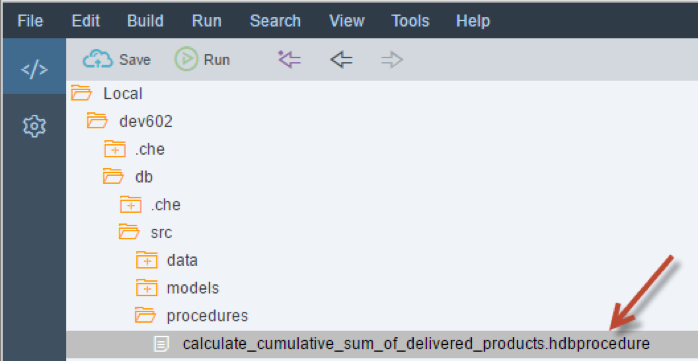 File Edit Build Run Search View Tools Help
</> Save Run
Local
dev602
.che
db
.che
src
data
models
procedures
calculate_cumulative_sum_of_delivered_products.hdbprocedure